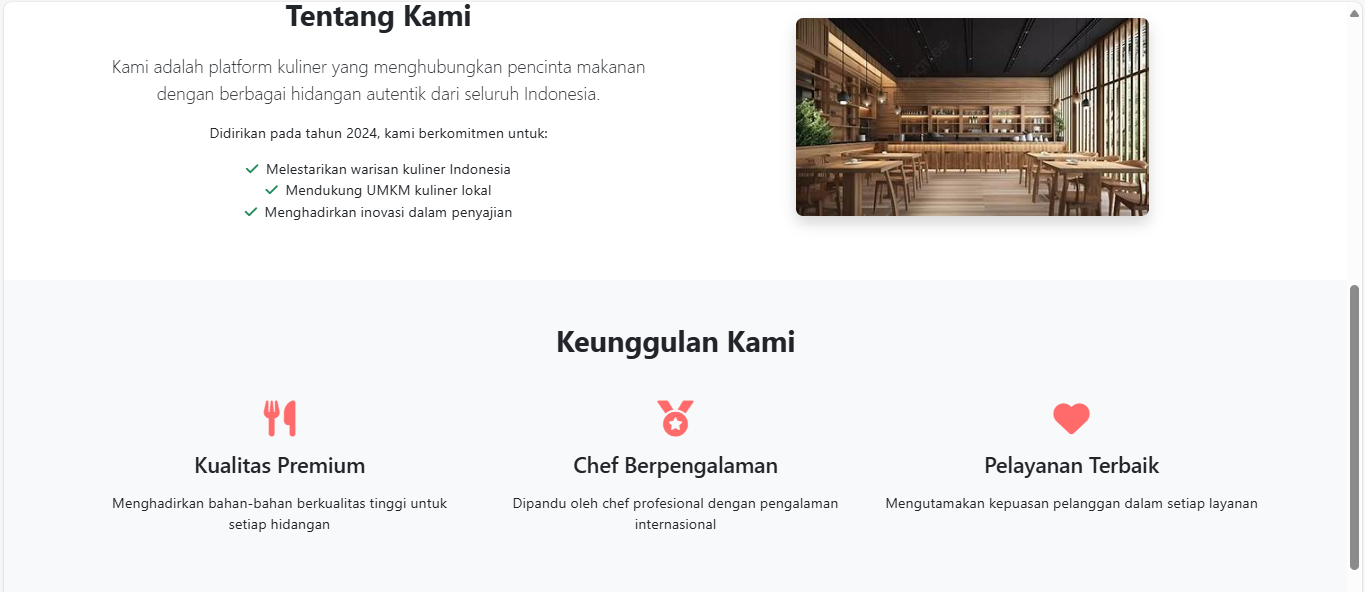 Tentang Kami
Kami adalah platform kuliner yang menghubungkan pencinta makanan
dengan berbagai hidangan autentik dari seluruh Indonesia.
Didirikan pada tahun 2024, kami berkomitmen untuk:
Melestarikan warisan kuliner Indonesia
Mendukung UMKM kuliner lokal
Menghadirkan inovasi dalam penyajian
Keunggulan Kami
Kualitas Premium
Menghadirkan bahan-bahan berkualitas tinggi untuk
setiap hidangan
Chef Berpengalaman
Dipandu oleh chef profesional dengan pengalaman
internasional
Pelayanan Terbaik
Mengutamakan kepuasan pelanggan dalam setiap layanan